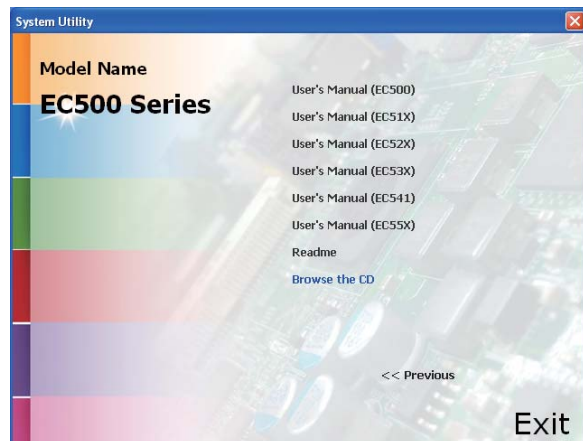 System Utility
Model Name
EC500 Series
User's Manual (EC500)
User's Manual (EC51X)
User's Manual (EC52X)
User's Manual (EC53X)
User's Manual (EC541)
User's Manual (EC55X)
Readme
Browse the CD
<< Previous
Exit